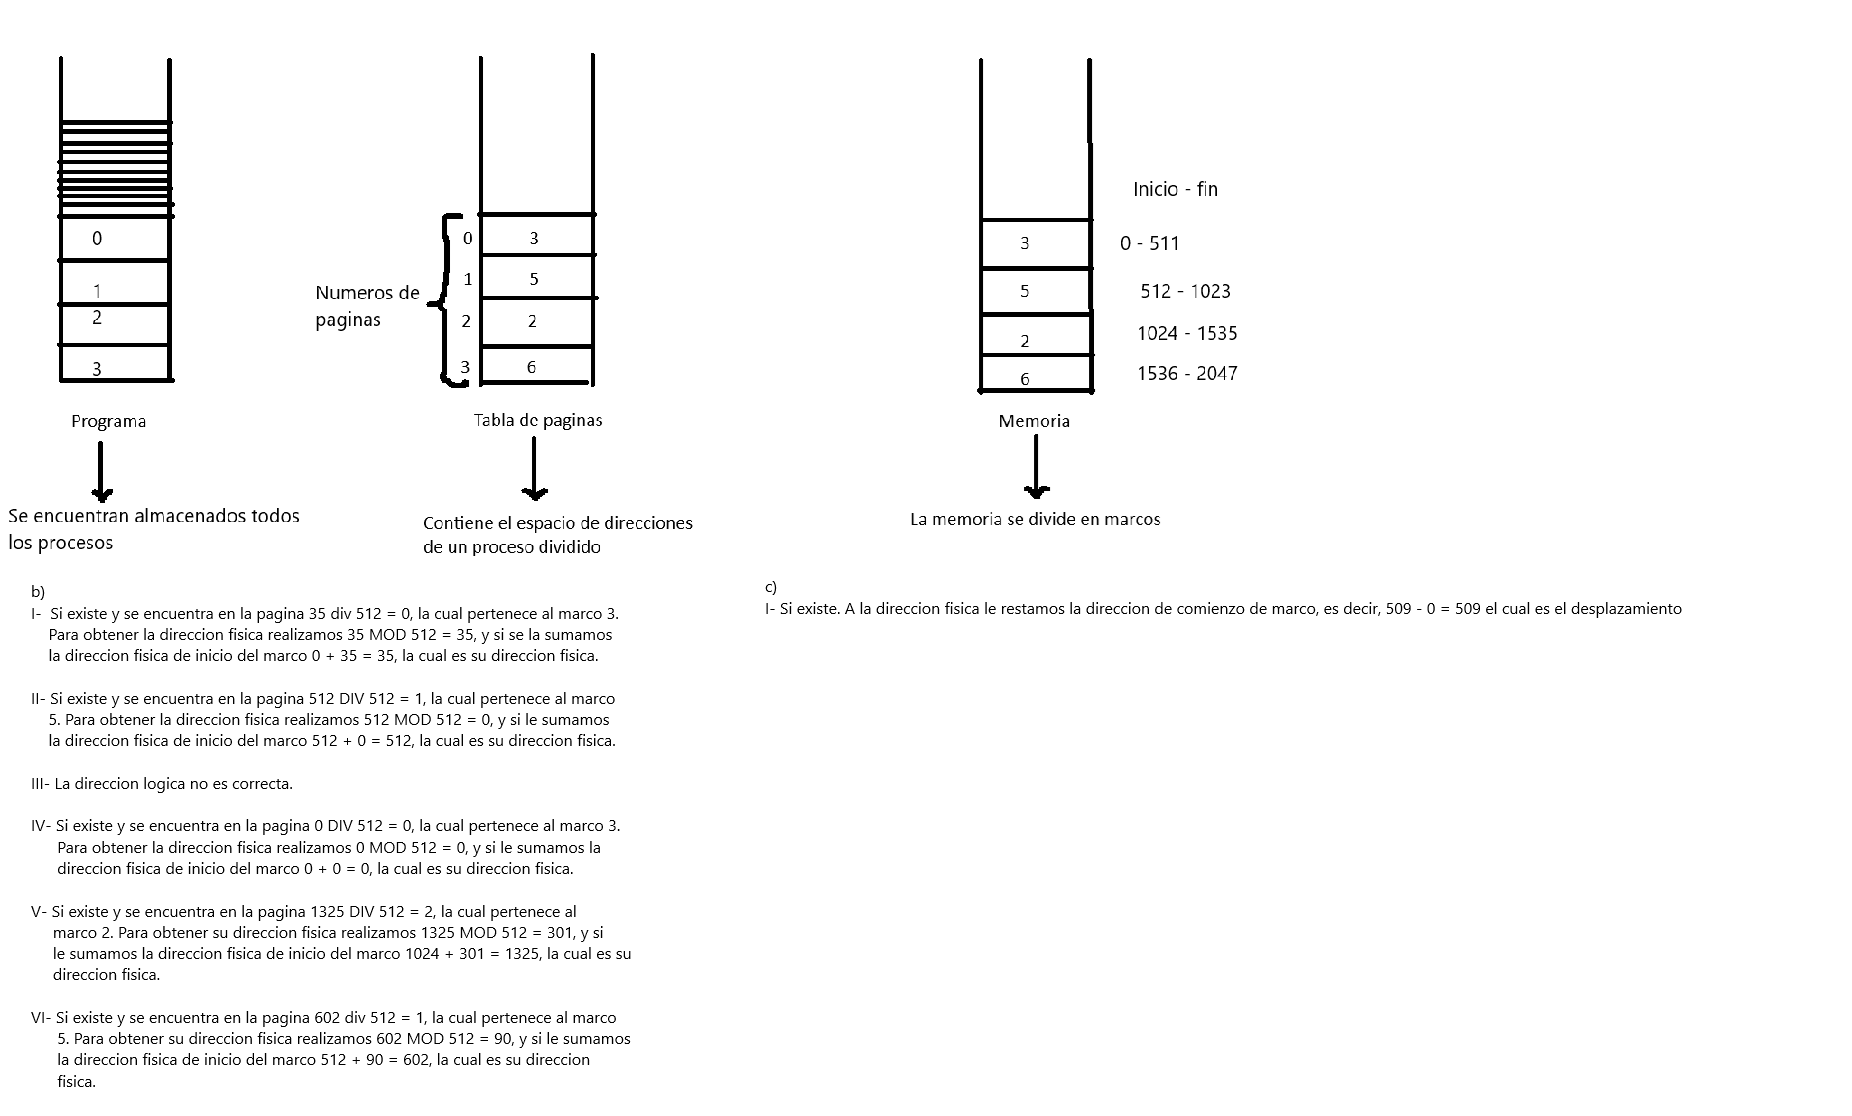 Inicio - fin
0
1
2
3
Numeros de
paginas
0 3
1 5
2 2
3 6
3 0 - 511
5 512 - 1023
2 1024 - 1535
6 1536 - 2047
Programa
Tabla de paginas
Memoria
Se encuentran almacenados todos
los procesos
Contiene el espacio de direcciones
de un proceso dividido
La memoria se divide en marcos
b)
I- Si existe y se encuentra en la pagina 35 div 512 = 0, la cual pertenece al marco 3.
Para obtener la direccion fisica realizamos 35 MOD 512 = 35, y si se la sumamos
la direccion fisica de inicio del marco 0 + 35 = 35, la cual es su direccion fisica.
II- Si existe y se encuentra en la pagina 512 DIV 512 = 1, la cual pertenece al marco
5. Para obtener la direccion fisica realizamos 512 MOD 512 = 0, y si le sumamos
la direccion fisica de inicio del marco 512 + 0 = 512, la cual es su direccion fisica.
III- La direccion logica no es correcta.
IV- Si existe y se encuentra en la pagina 0 DIV 512 = 0, la cual pertenece al marco 3.
Para obtener la direccion fisica realizamos 0 MOD 512 = 0, y si le sumamos la
direccion fisica de inicio del marco 0 + 0 = 0, la cual es su direccion fisica.
V- Si existe y se encuentra en la pagina 1325 DIV 512 = 2, la cual pertenece al
marco 2. Para obtener su direccion fisica realizamos 1325 MOD 512 = 301, y si
le sumamos la direccion fisica de inicio del marco 1024 + 301 = 1325, la cual es su
direccion fisica.
VI- Si existe y se encuentra en la pagina 602 div 512 = 1, la cual pertenece al marco
5. Para obtener su direccion fisica realizamos 602 MOD 512 = 90, y si le sumamos
la direccion fisica de inicio del marco 512 + 90 = 602, la cual es su direccion
fisica.
c)
I- Si existe. A la direccion fisica le restamos la direccion de comienzo de marco, es decir, 509 - 0 = 509 el cual es el desplazamiento